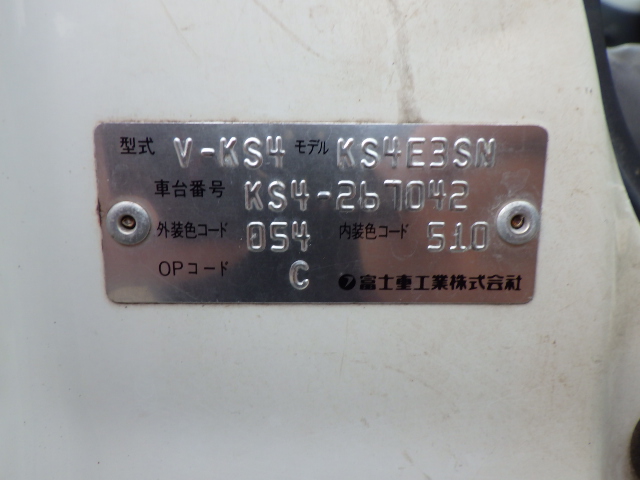 型式 V-KS4 モデル KS4E3SN
車台番号 KS4-267042
外装色コード 054 内装色コード 510
OPコード C 富士重工業株式会社